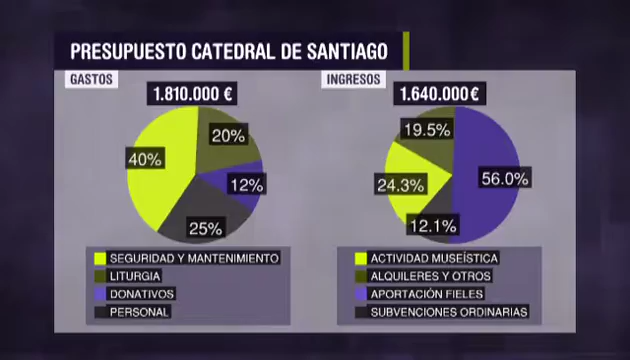 PRESUPUESTO CATEDRAL DE SANTIAGO
GASTOS
1.810.000 €
20%
40%
12%
25%
SEGURIDAD Y MANTENIMIENTO
LITURGIA
DONATIVOS
PERSONAL
INGRESOS
1.640.000 €
19.5%
56.0%
24.3%
12.1%
ACTIVIDAD MUSEÍSTICA
ALQUILERES Y OTROS
APORTACIÓN FIELES
SUBVENCIONES ORDINARIAS